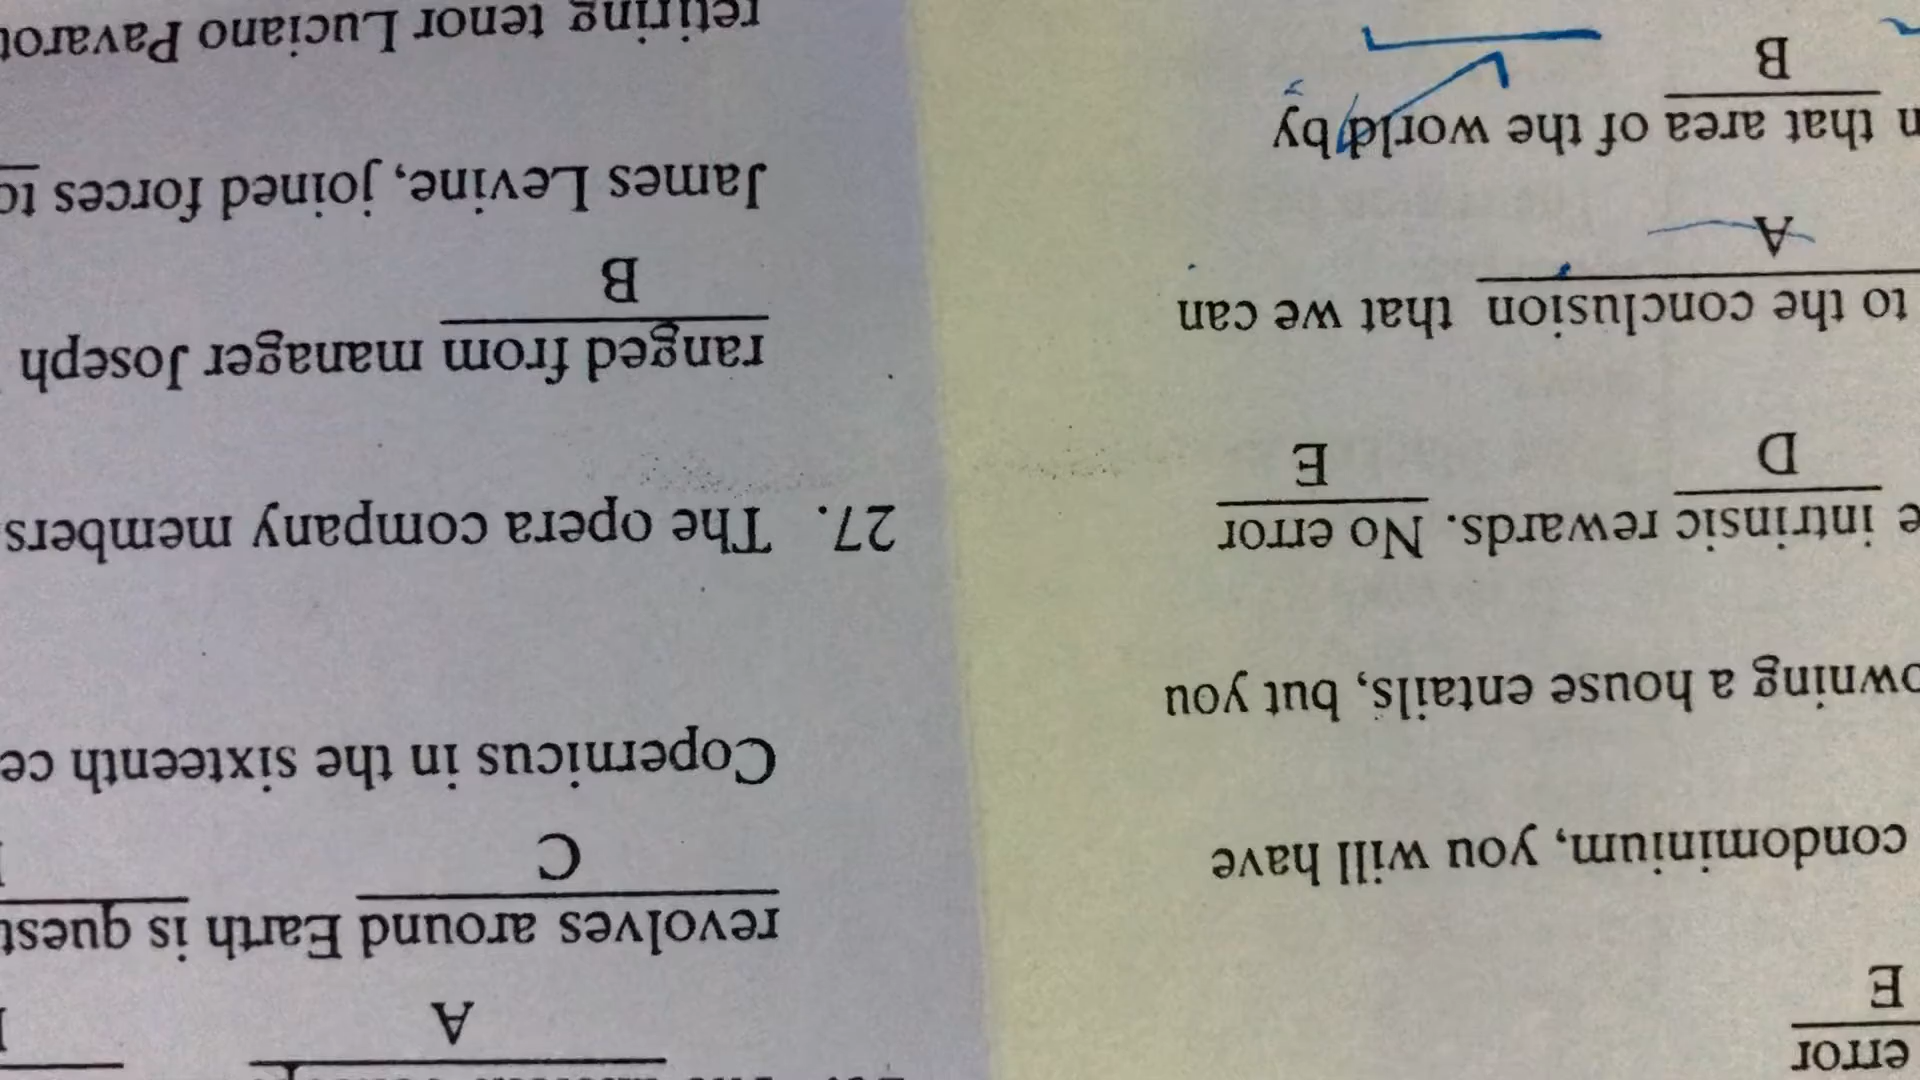 error
E
condominium, you will have
owning a house entails, but you
e intrinsic rewards. No error
D E
to the conclusion that we can
A
n that area of the world by
B
A
revolves around Earth is quest
C
Copernicus in the sixteenth ce
27. The opera company members
ranged from manager Joseph
B
James Levine, joined forces to
retiring tenor Luciano Pavarot